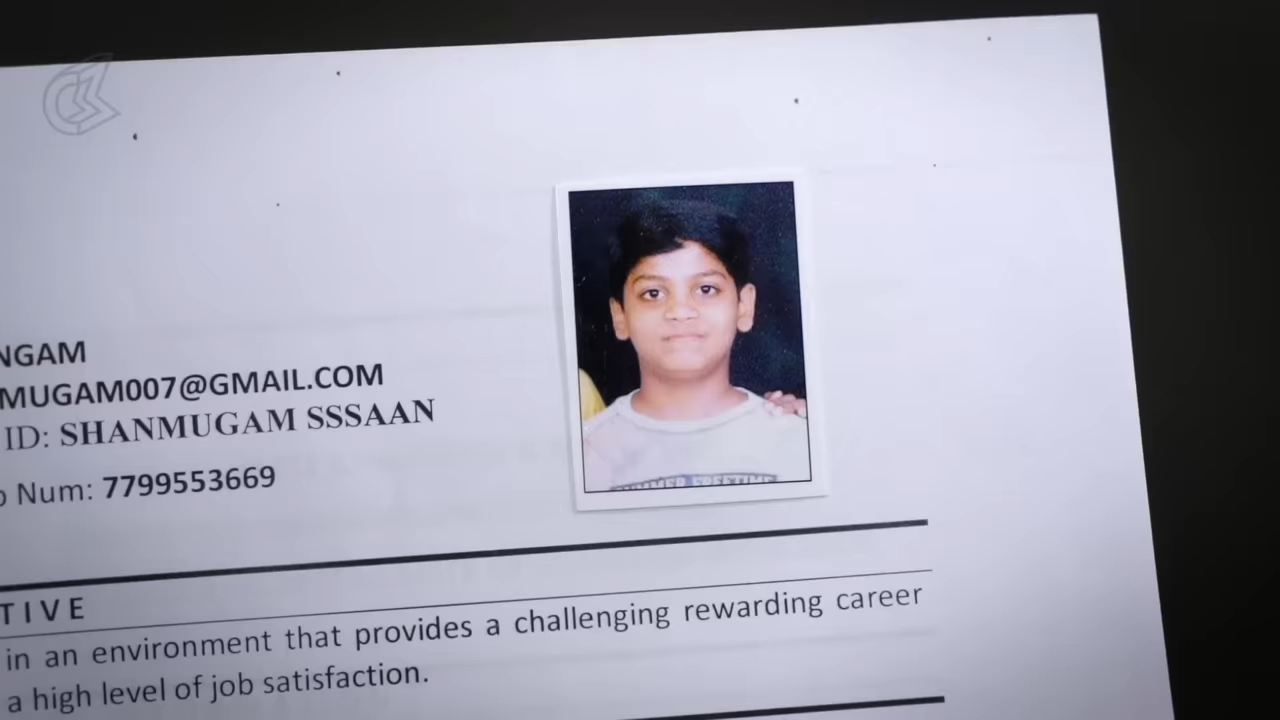 NGAM
MUGAM007@GMAIL.COM
ID: SHANMUGAM SSSAAN
Num: 7799553669
TIVE
in an environment that provides a challenging rewarding career
a high level of job satisfaction.